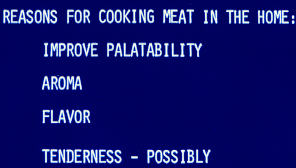 REASONS FOR COOKING MEAT IN THE HOME:
IMPROVE PALATABILITY
AROMA
FLAVOR
TENDERNESS - POSSIBLY